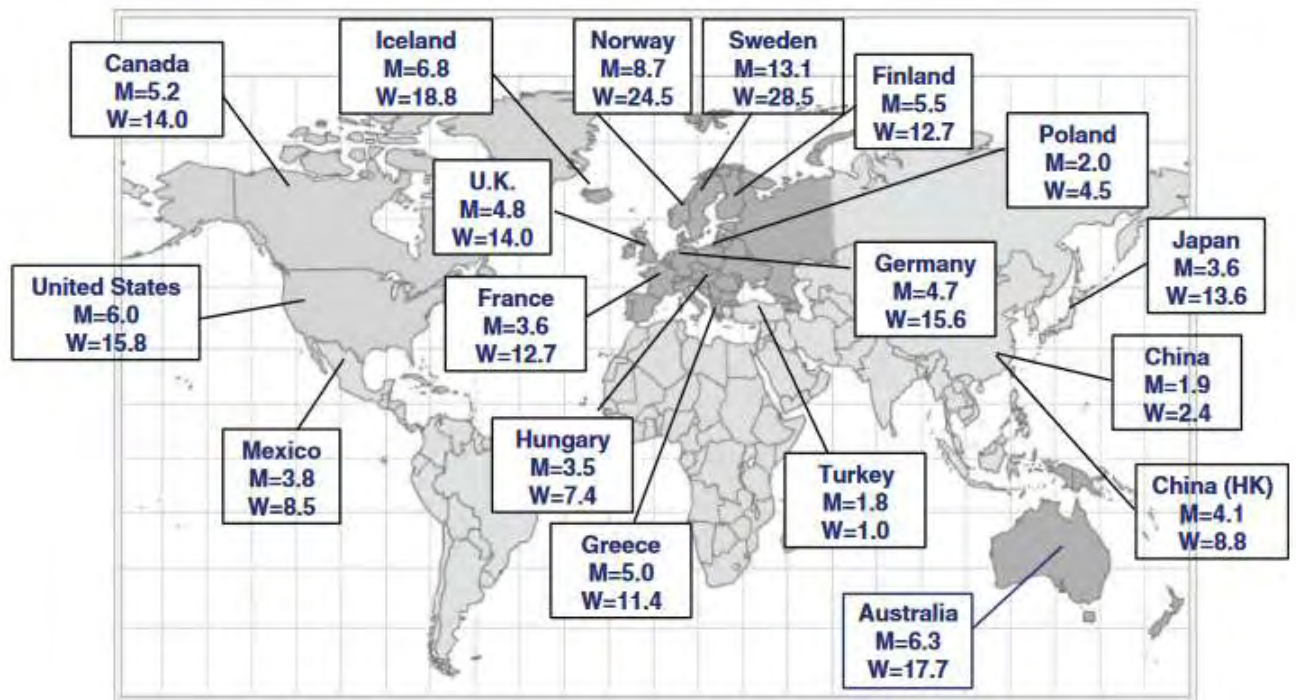 Canada
M=5.2
W=14.0
Iceland
M=6.8
W=18.8
Norway
M=8.7
W=24.5
Sweden
M=13.1
W=28.5
Finland
M=5.5
W=12.7
Poland
M=2.0
W=4.5
U.K.
M=4.8
W=14.0
United States
M=6.0
W=15.8
France
M=3.6
W=12.7
Germany
M=4.7
W=15.6
Japan
M=3.6
W=13.6
China
M=1.9
W=2.4
Mexico
M=3.8
W=8.5
Hungary
M=3.5
W=7.4
Turkey
M=1.8
W=1.0
China (HK)
M=4.1
W=8.8
Greece
M=5.0
W=11.4
Australia
M=6.3
W=17.7